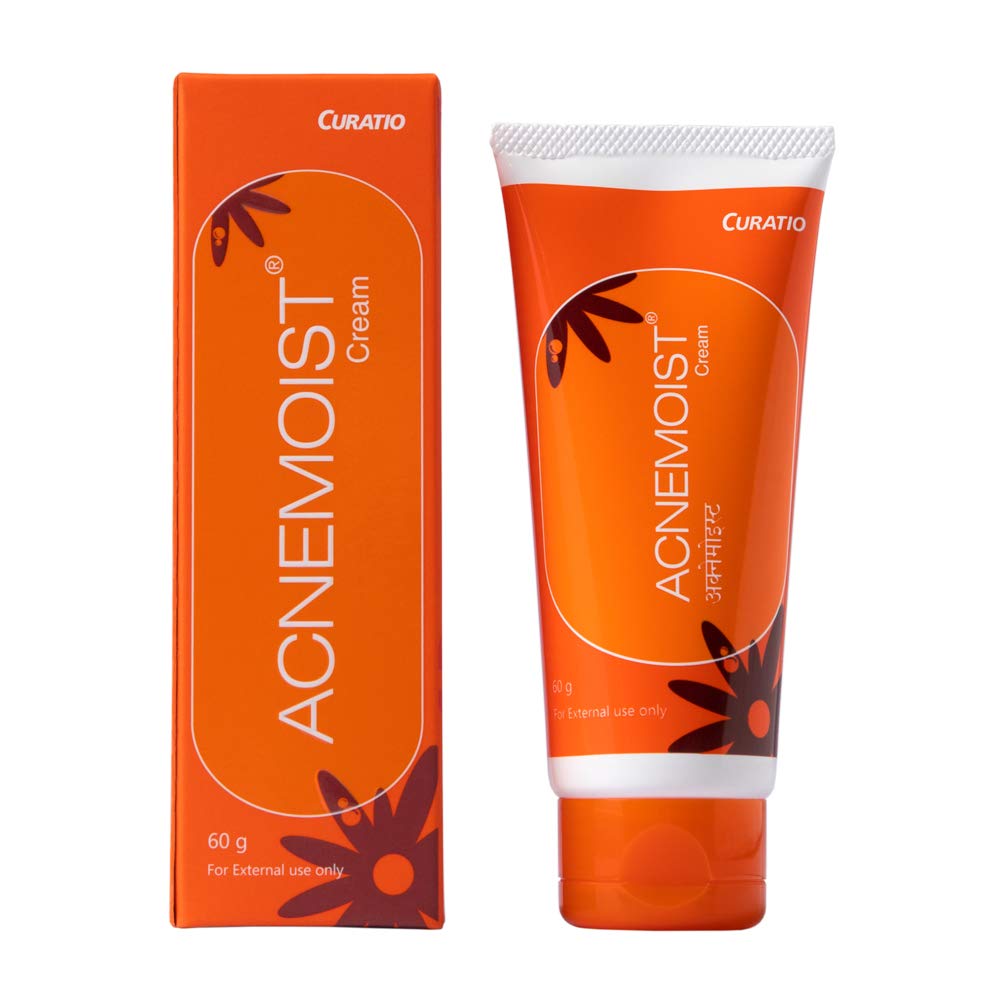 CURATIO
ACNEMOIST®
Cream
60 g
For External use only
CURATIO
ACNEMOIST®
Cream
अक्नेमोइस्ट
60 g
For External use only